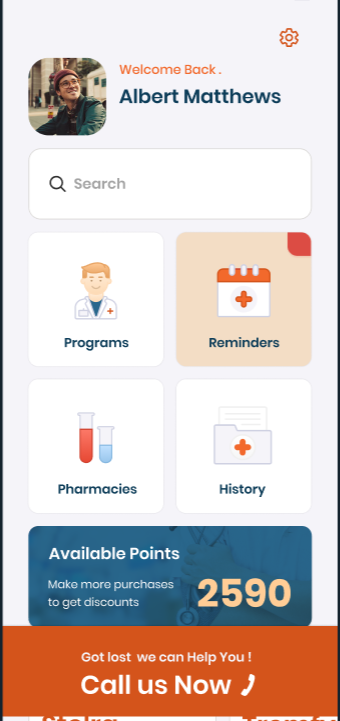 Welcome Back .
Albert Matthews
Search
Programs
Reminders
Pharmacies
History
Available Points
Make more purchases
to get discounts
2590
Got lost we can Help You !
Call us Now